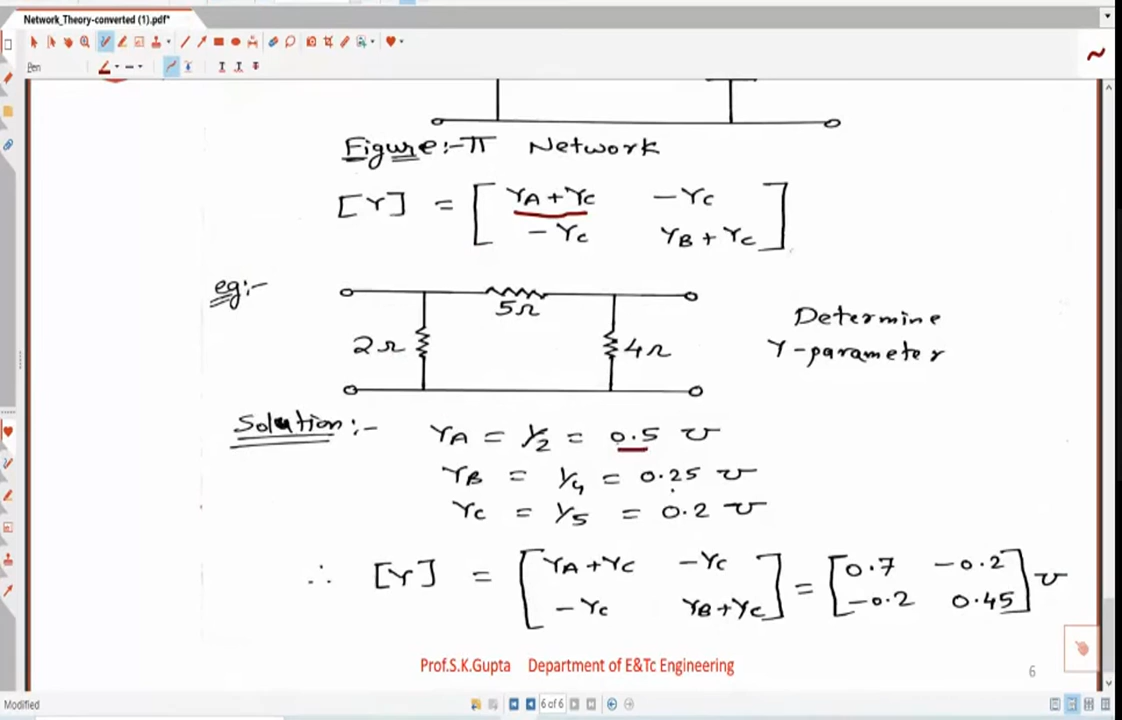 Network_Theory-converted (1).pdf*
Pen
Figure:- π Network
[Y] = [ YA + YC   - YC
- YC   YB + YC ]
eg:-
5Ω
2Ω
4Ω
Determine
Y-parameter
Solution:-
YA = 1/2 = 0.5 ℧
YB = 1/4 = 0.25 ℧
YC = 1/5 = 0.2 ℧
∴ [Y] = [ YA + YC   - YC ] = [ 0.7   -0.2 ] ℧
- YC   YB + YC   -0.2   0.45
Prof.S.K.Gupta Department of E&Tc Engineering
6
Modified
6 of 6